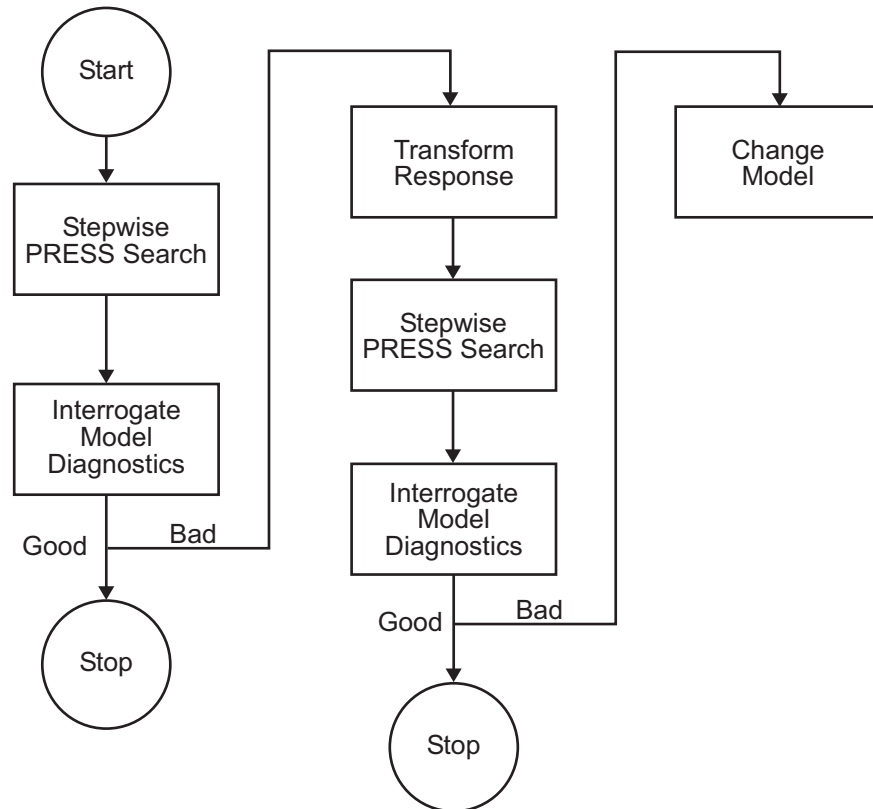 Start
Stepwise
PRESS Search
Interrogate
Model
Diagnostics
Good
Bad
Stop
Transform
Response
Stepwise
PRESS Search
Interrogate
Model
Diagnostics
Good
Bad
Stop
Change
Model